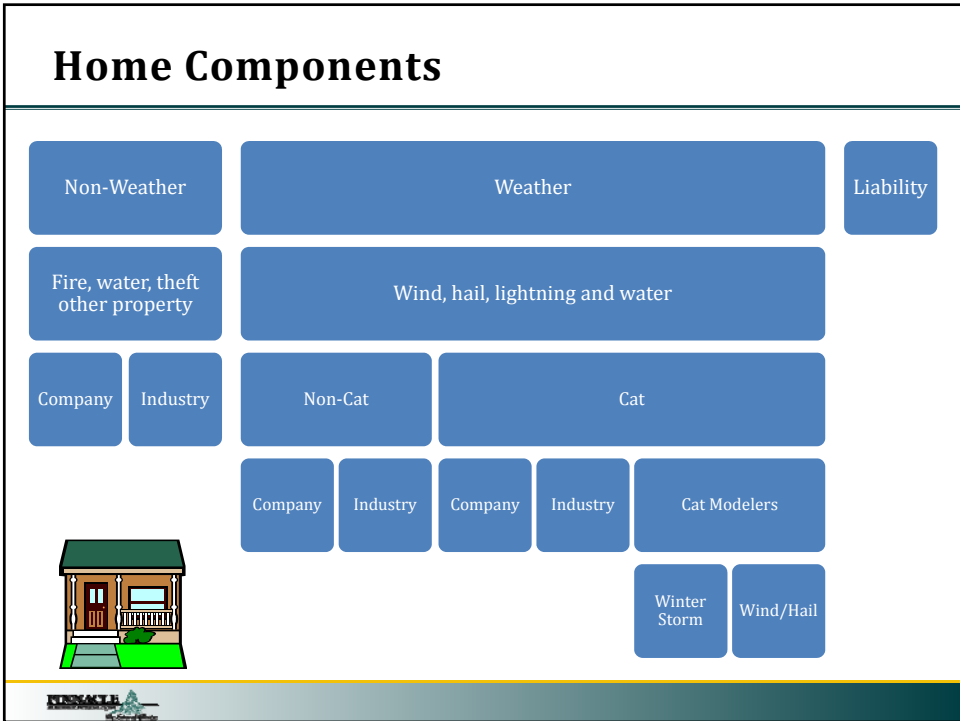 Home Components
Non-Weather
Weather
Liability
Fire, water, theft
other property
Wind, hail, lightning and water
Company
Industry
Non-Cat
Cat
Company
Industry
Company
Industry
Cat Modelers
Winter
Storm
Wind/Hail
PINNACLE